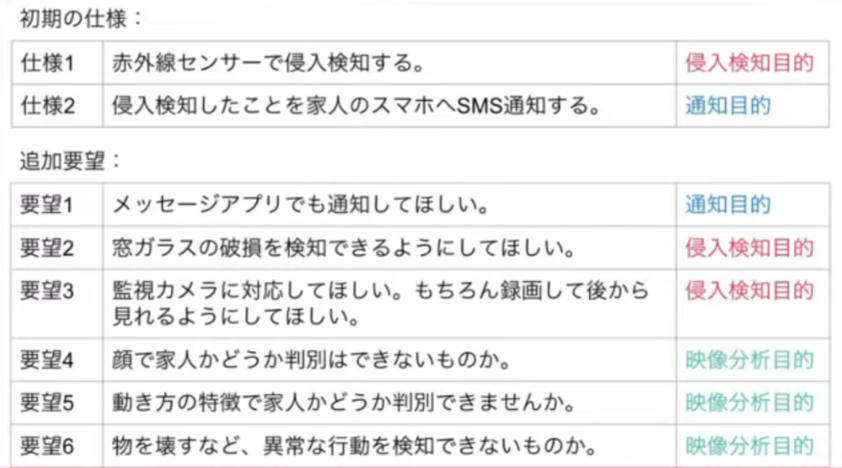 初期の仕様：
仕様1 赤外線センサーで侵入検知する。 侵入検知目的
仕様2 侵入検知したことを家人のスマホへSMS通知する。 通知目的
追加要望：
要望1 メッセージアプリでも通知してほしい。 通知目的
要望2 窓ガラスの破損を検知できるようにしてほしい。 侵入検知目的
要望3 監視カメラに対応してほしい。もちろん録画して後から 侵入検知目的
見れるようにしてほしい。
要望4 顔で家人かどうか判別はできないものか。 映像分析目的
要望5 動き方の特徴で家人かどうか判別できませんか。 映像分析目的
要望6 物を壊すなど、異常な行動を検知できないものか。 映像分析目的